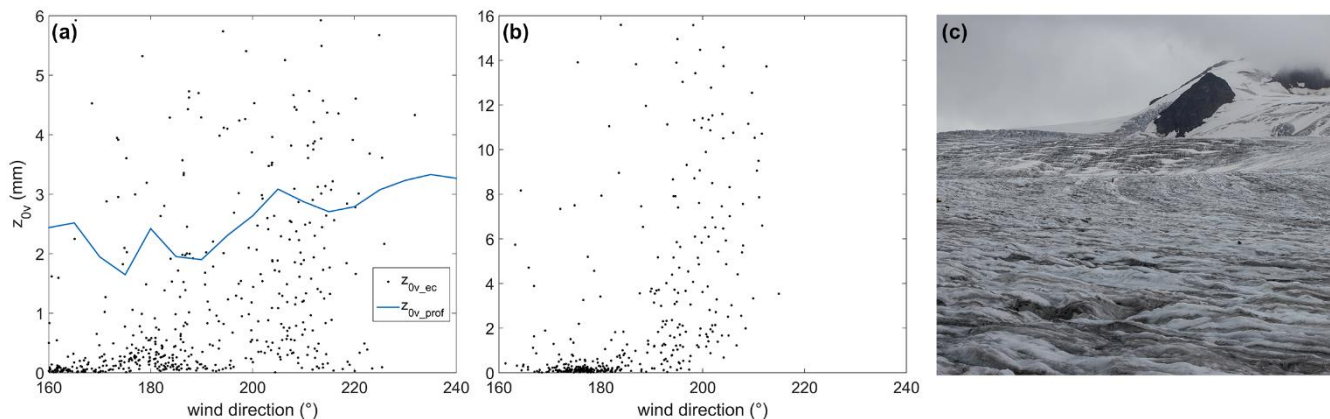 (a)
6
5
4
3
2
1
0
z0v (mm)
160 180 200 220 240
wind direction (°)
z0v_ec
z0v_prof
(b)
16
14
12
10
8
6
4
2
0
160 180 200 220 240
wind direction (°)
(c)